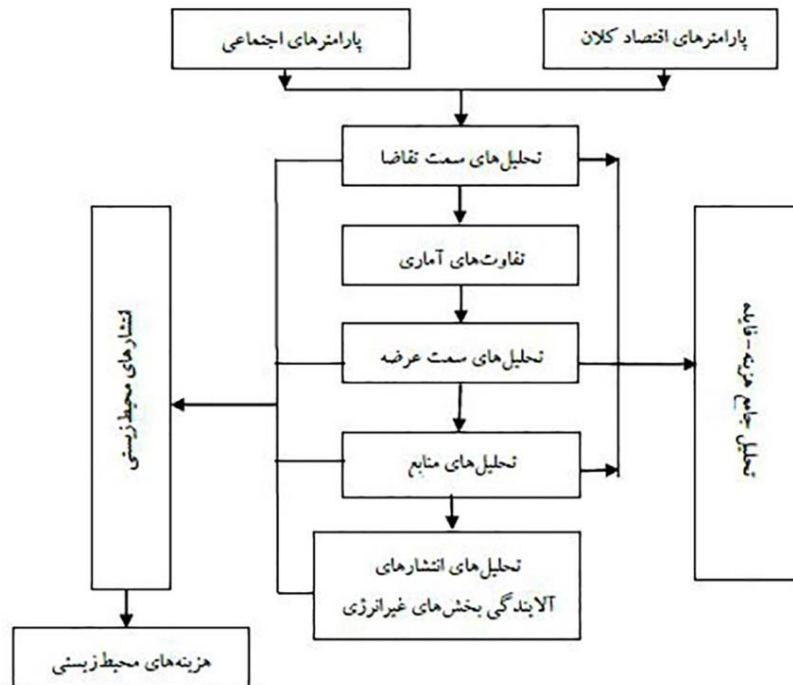 پارامترهای اقتصاد کلان
پارامترهای اجتماعی
تحلیل‌های سمت تقاضا
تفاوت‌های آماری
تحلیل‌های سمت عرضه
تحلیل‌های منابع
تحلیل‌های انتشارهای
آلایندگی بخش‌های غیرانرژی
تحلیل جامع هزینه-فایده
انتشارهای محیط‌زیستی
هزینه‌های محیط‌زیستی